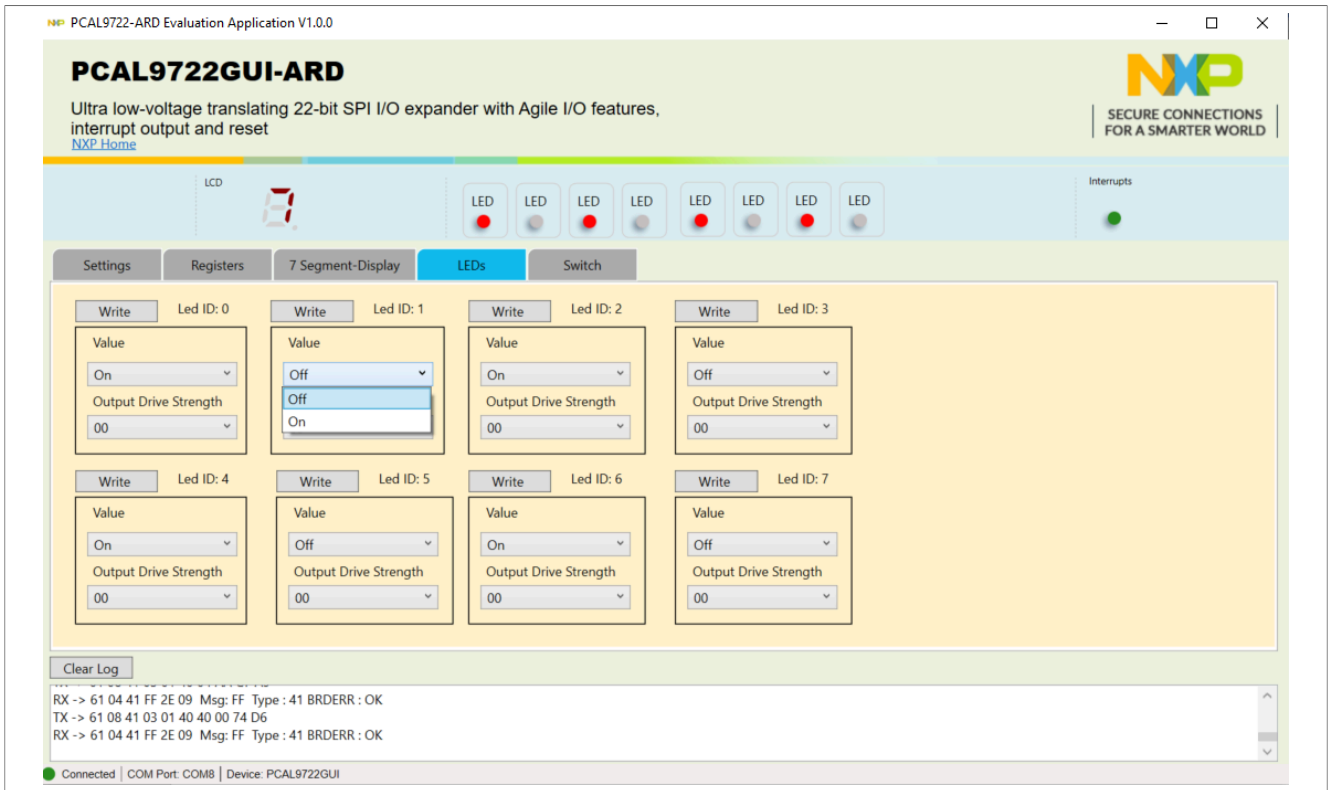 NXP PCAL9722-ARD Evaluation Application V1.0.0
PCAL9722GUI-ARD
Ultra low-voltage translating 22-bit SPI I/O expander with Agile I/O features,
interrupt output and reset
NXP Home
NXP
SECURE CONNECTIONS
FOR A SMARTER WORLD
LCD
7
LED LED LED LED LED LED LED LED
Interrupts
Settings Registers 7 Segment-Display LEDs Switch
Write Led ID: 0 Write Led ID: 1 Write Led ID: 2 Write Led ID: 3
Value Value Value Value
On Off On Off
Output Drive Strength Off Output Drive Strength Output Drive Strength
00 On 00 00
Write Led ID: 4 Write Led ID: 5 Write Led ID: 6 Write Led ID: 7
Value Value Value Value
On Off On Off
Output Drive Strength Output Drive Strength Output Drive Strength Output Drive Strength
00 00 00 00
Clear Log
RX -> 61 04 41 FF 2E 09 Msg: FF Type : 41 BRDERR : OK
TX -> 61 08 41 03 01 40 40 00 74 D6
RX -> 61 04 41 FF 2E 09 Msg: FF Type : 41 BRDERR : OK
Connected | COM Port: COM8 | Device: PCAL9722GUI